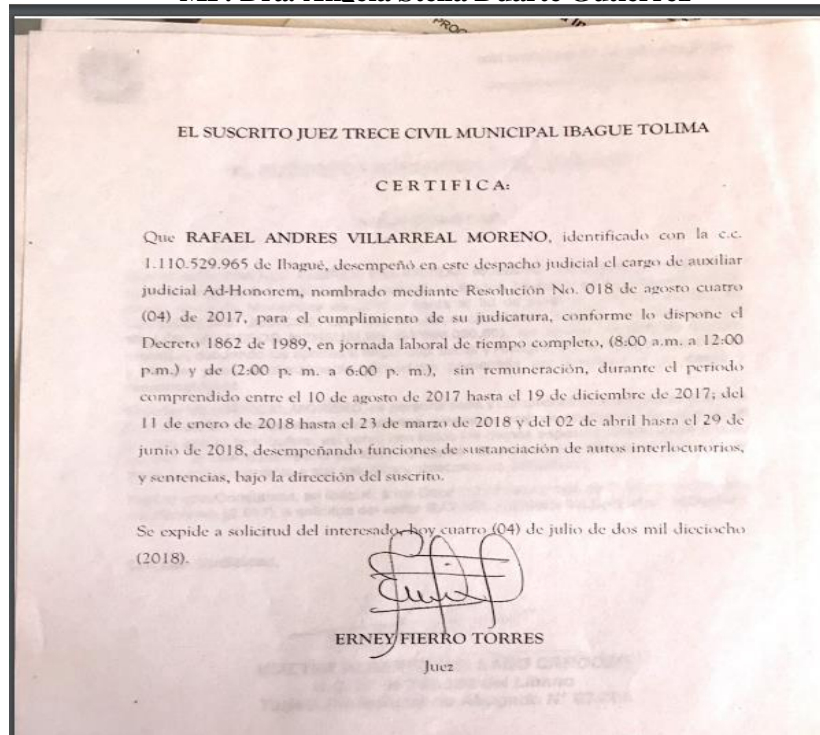 MP. Dra. Angela Stella Duarte Gutiérrez
PROC
EL SUSCRITO JUEZ TRECE CIVIL MUNICIPAL IBAGUE TOLIMA
CERTIFICA:
Que RAFAEL ANDRES VILLARREAL MORENO, identificado con la c.c.
1.110.529.965 de Ibagué, desempeñó en este despacho judicial el cargo de auxiliar
judicial Ad-Honorem, nombrado mediante Resolución No. 018 de agosto cuatro
(04) de 2017, para el cumplimiento de su judicatura, conforme lo dispone el
Decreto 1862 de 1989, en jornada laboral de tiempo completo, (8:00 a.m. a 12:00
p.m.) y de (2:00 p. m. a 6:00 p. m.), sin remuneración, durante el periodo
comprendido entre el 10 de agosto de 2017 hasta el 19 de diciembre de 2017; del
11 de enero de 2018 hasta el 23 de marzo de 2018 y del 02 de abril hasta el 29 de
junio de 2018, desempeñando funciones de sustanciación de autos interlocutorios,
y sentencias, bajo la dirección del suscrito.
Se expide a solicitud del interesado, hoy cuatro (04) de julio de dos mil dieciocho
(2018).
ERNEY FIERRO TORRES
Juez